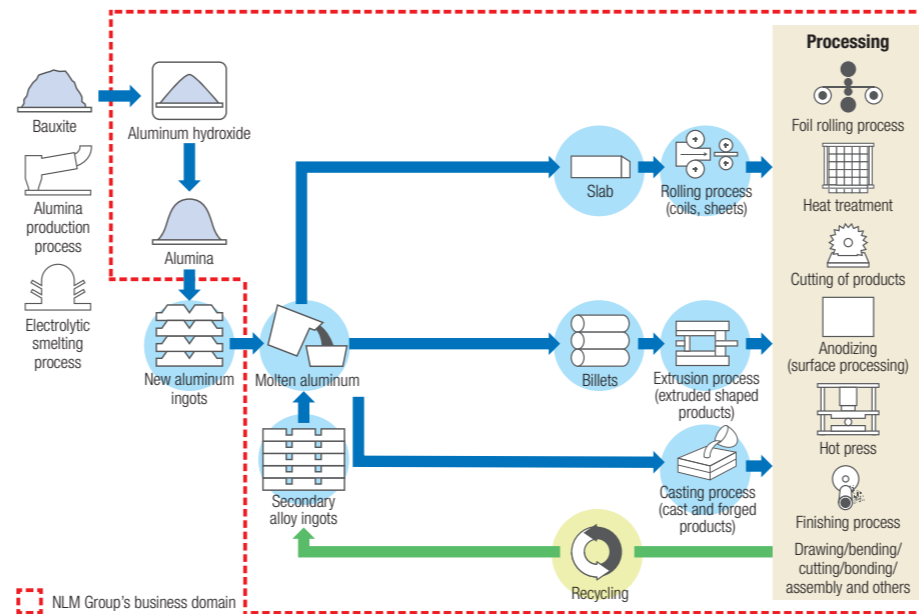 Bauxite
Alumina
production
process
Electrolytic
smelting
process
Aluminum hydroxide
Alumina
New aluminum
ingots
Molten aluminum
Secondary
alloy ingots
Slab
Rolling process
(coils, sheets)
Billets
Extrusion process
(extruded shaped
products)
Casting process
(cast and forged
products)
Recycling
Processing
Foil rolling process
Heat treatment
Cutting of products
Anodizing
(surface processing)
Hot press
Finishing process
Drawing/bending/
cutting/bonding/
assembly and others
NLM Group's business domain